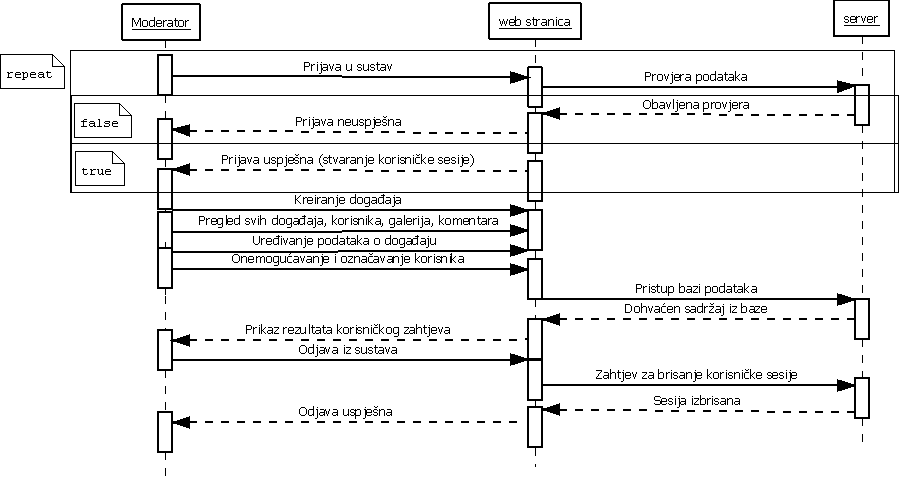 Moderator
web stranica
server
repeat
Prijava u sustav
Provjera podataka
Obavljena provjera
false
Prijava neuspješna
Prijava uspješna (stvaranje korisničke sesije)
true
Kreiranje događaja
Pregled svih događaja, korisnika, galerija, komentara
Uređivanje podataka o događaju
Onemogućavanje i označavanje korisnika
Pristup bazi podataka
Dohvaćen sadržaj iz baze
Prikaz rezultata korisničkog zahtjeva
Odjava iz sustava
Zahtjev za brisanje korisničke sesije
Sesija izbrisana
Odjava uspješna